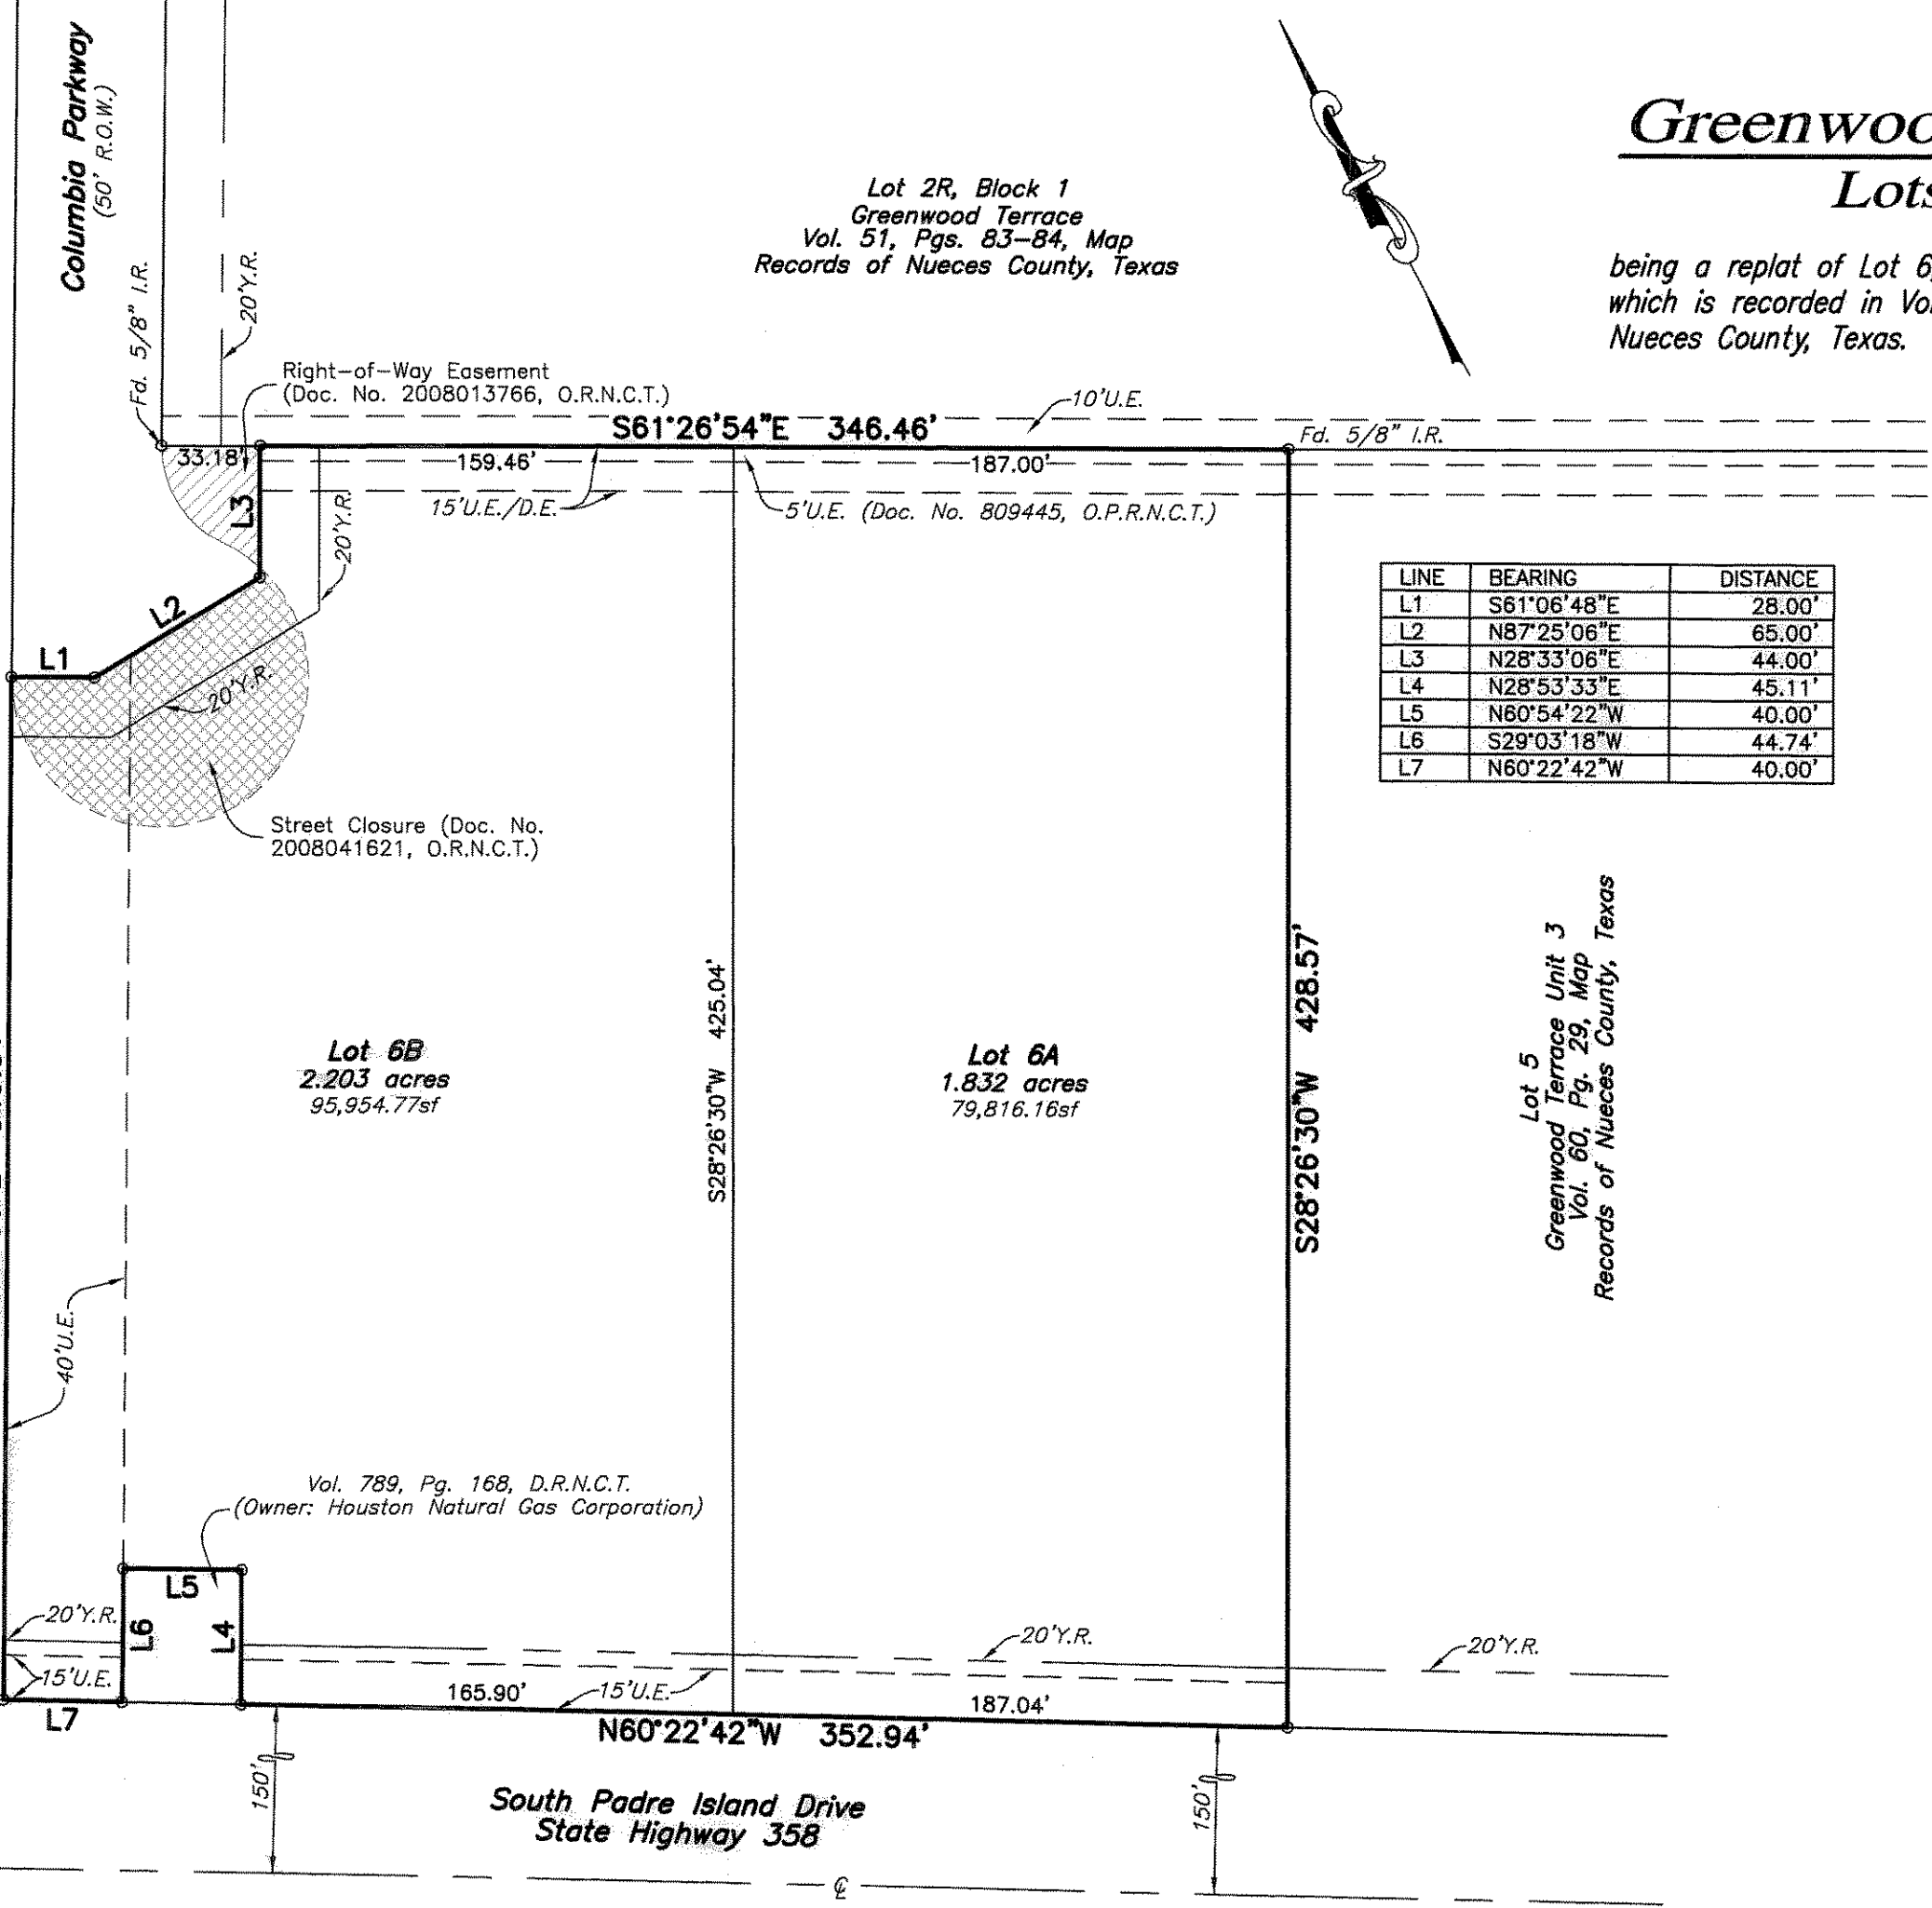 Columbia Parkway
(50' R.O.W.)
Fd. 5/8" I.R.
20'Y.R.
Lot 2R, Block 1
Greenwood Terrace
Vol. 51, Pgs. 83-84, Map
Records of Nueces County, Texas
Lots
being a replat of Lot 6,
which is recorded in
Nueces County, Texas.
Right-of-Way Easement
(Doc. No. 2008013766, O.R.N.C.T.)
10'U.E.
S61°26'54"E 346.46'
Fd. 5/8" I.R.
33.18'
159.46'
187.00'
L3
20'Y.R.
15'U.E./D.E.
5'U.E. (Doc. No. 809445, O.P.R.N.C.T.)
L2
L1
20'Y.R.
LINE BEARING DISTANCE
L1 S61°06'48"E 28.00'
L2 N87°25'06"E 65.00'
L3 N28°33'06"E 44.00'
L4 N28°53'33"E 45.11'
L5 N60°54'22"W 40.00'
L6 S29°03'18"W 44.74'
L7 N60°22'42"W 40.00'
Street Closure (Doc. No.
2008041621, O.R.N.C.T.)
S28°26'30"W 425.04'
S28°26'30"W 428.57'
Lot 5
Greenwood Terrace Unit 3
Vol. 60, Pg. 29, Map
Records of Nueces County, Texas
Lot 6B
2.203 acres
95,954.77sf
Lot 6A
1.832 acres
79,816.16sf
40'U.E.
Vol. 789, Pg. 168, D.R.N.C.T.
(Owner: Houston Natural Gas Corporation)
L5
20'Y.R.
L6
L4
15'U.E.
L7
20'Y.R.
20'Y.R.
165.90'
15'U.E.
187.04'
N60°22'42"W 352.94'
150'
150'
South Padre Island Drive
State Highway 358
℄